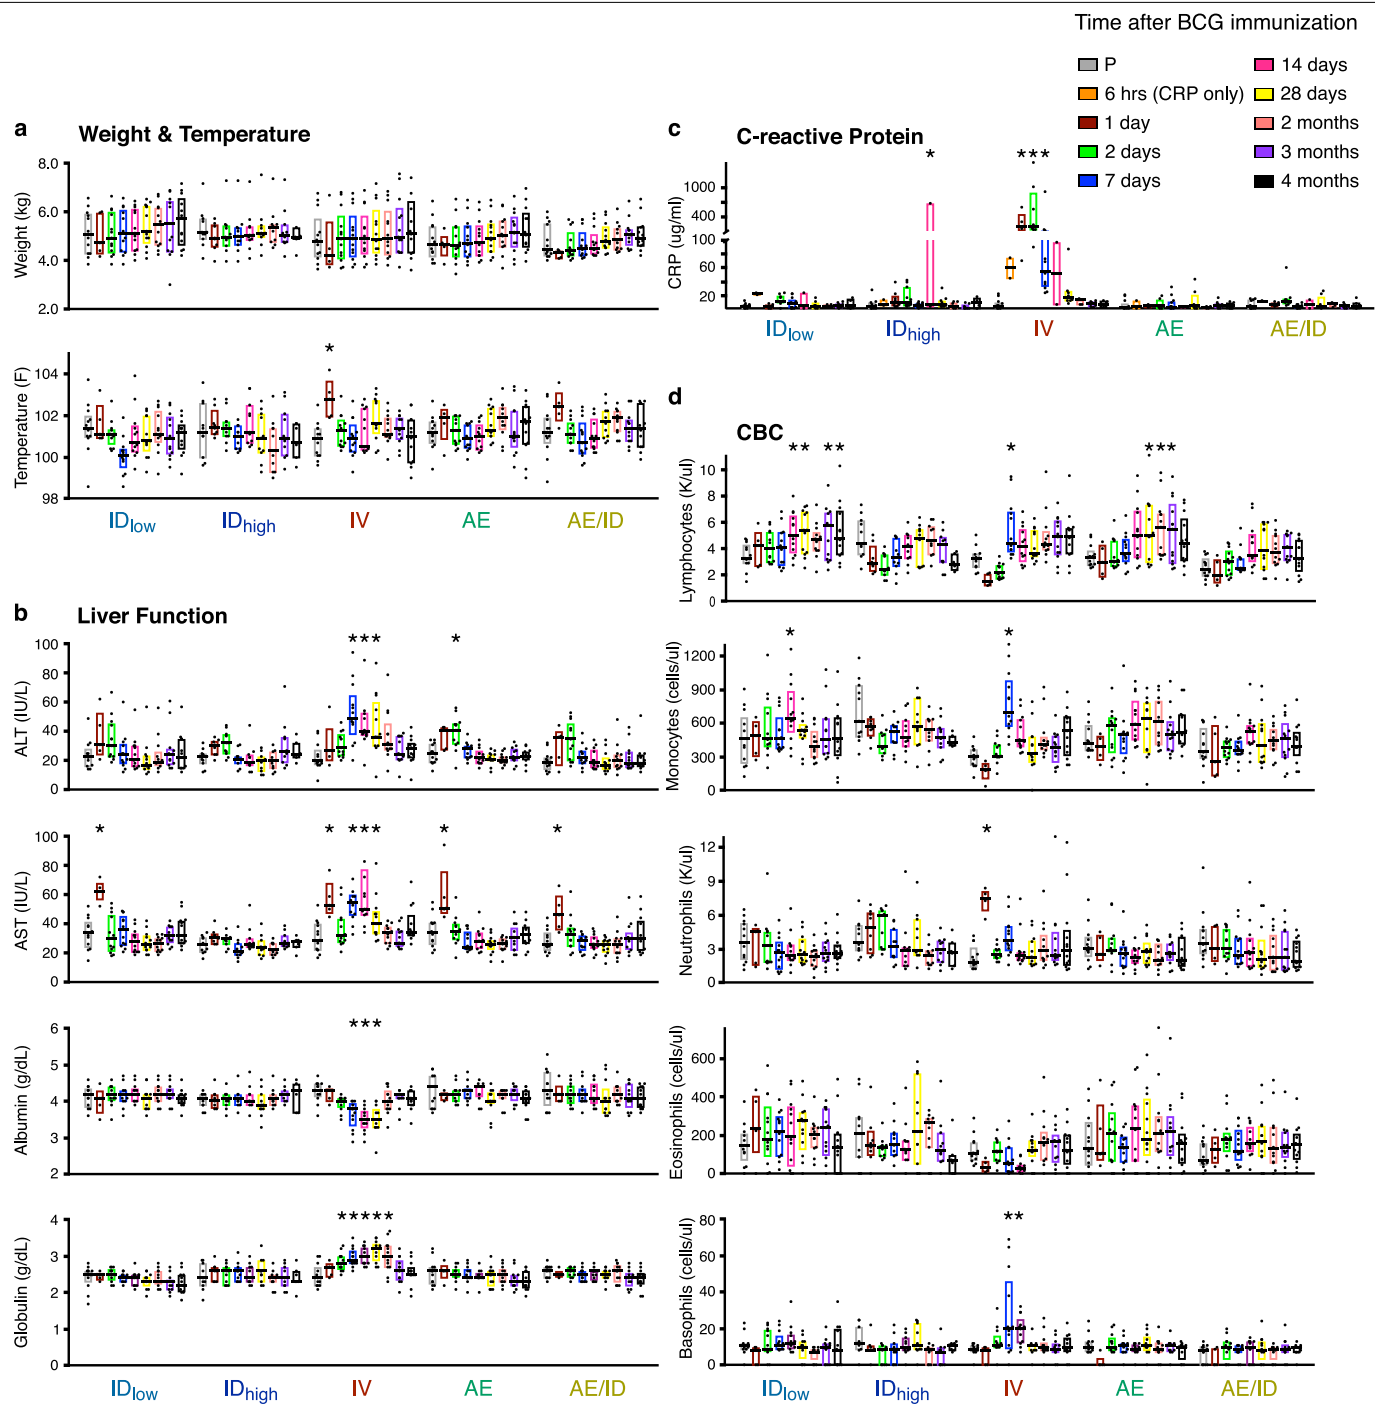 Time after BCG immunization
P
6 hrs (CRP only)
1 day
2 days
7 days
14 days
28 days
2 months
3 months
4 months
a Weight & Temperature
8.0
6.0
4.0
2.0
Weight (kg)
*
104
102
100
98
Temperature (F)
IDlow IDhigh IV AE AE/ID
b Liver Function
* * * *
100
80
60
40
20
0
ALT (IU/L)
* * * * * * *
100
80
60
40
20
0
AST (IU/L)
* * *
6
5
4
3
2
Albumin (g/dL)
* * * * *
4
3
2
1
0
Globulin (g/dL)
IDlow IDhigh IV AE AE/ID
c C-reactive Protein
* * * *
1000
400
100
60
20
CRP (ug/ml)
IDlow IDhigh IV AE AE/ID
d
CBC
* * * * * * * *
10
8
6
4
2
0
Lymphocytes (K/ul)
* *
1200
900
600
300
0
Monocytes (cells/ul)
*
12
9
6
3
0
Neutrophils (K/ul)
600
400
200
0
Eosinophils (cells/ul)
* *
80
60
40
20
0
Basophils (cells/ul)
IDlow IDhigh IV AE AE/ID